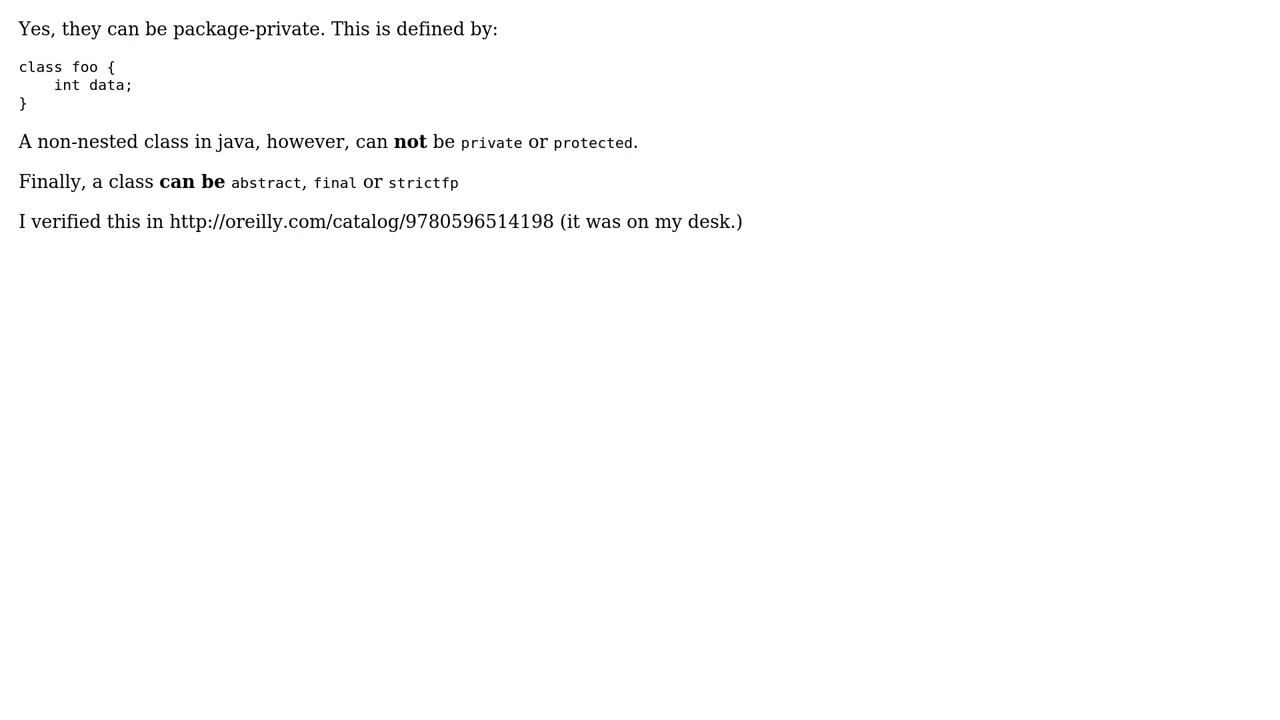 Yes, they can be package-private. This is defined by:
class foo {
    int data;
}
A non-nested class in java, however, can not be private or protected.
Finally, a class can be abstract, final or strictfp
I verified this in http://oreilly.com/catalog/9780596514198 (it was on my desk.)